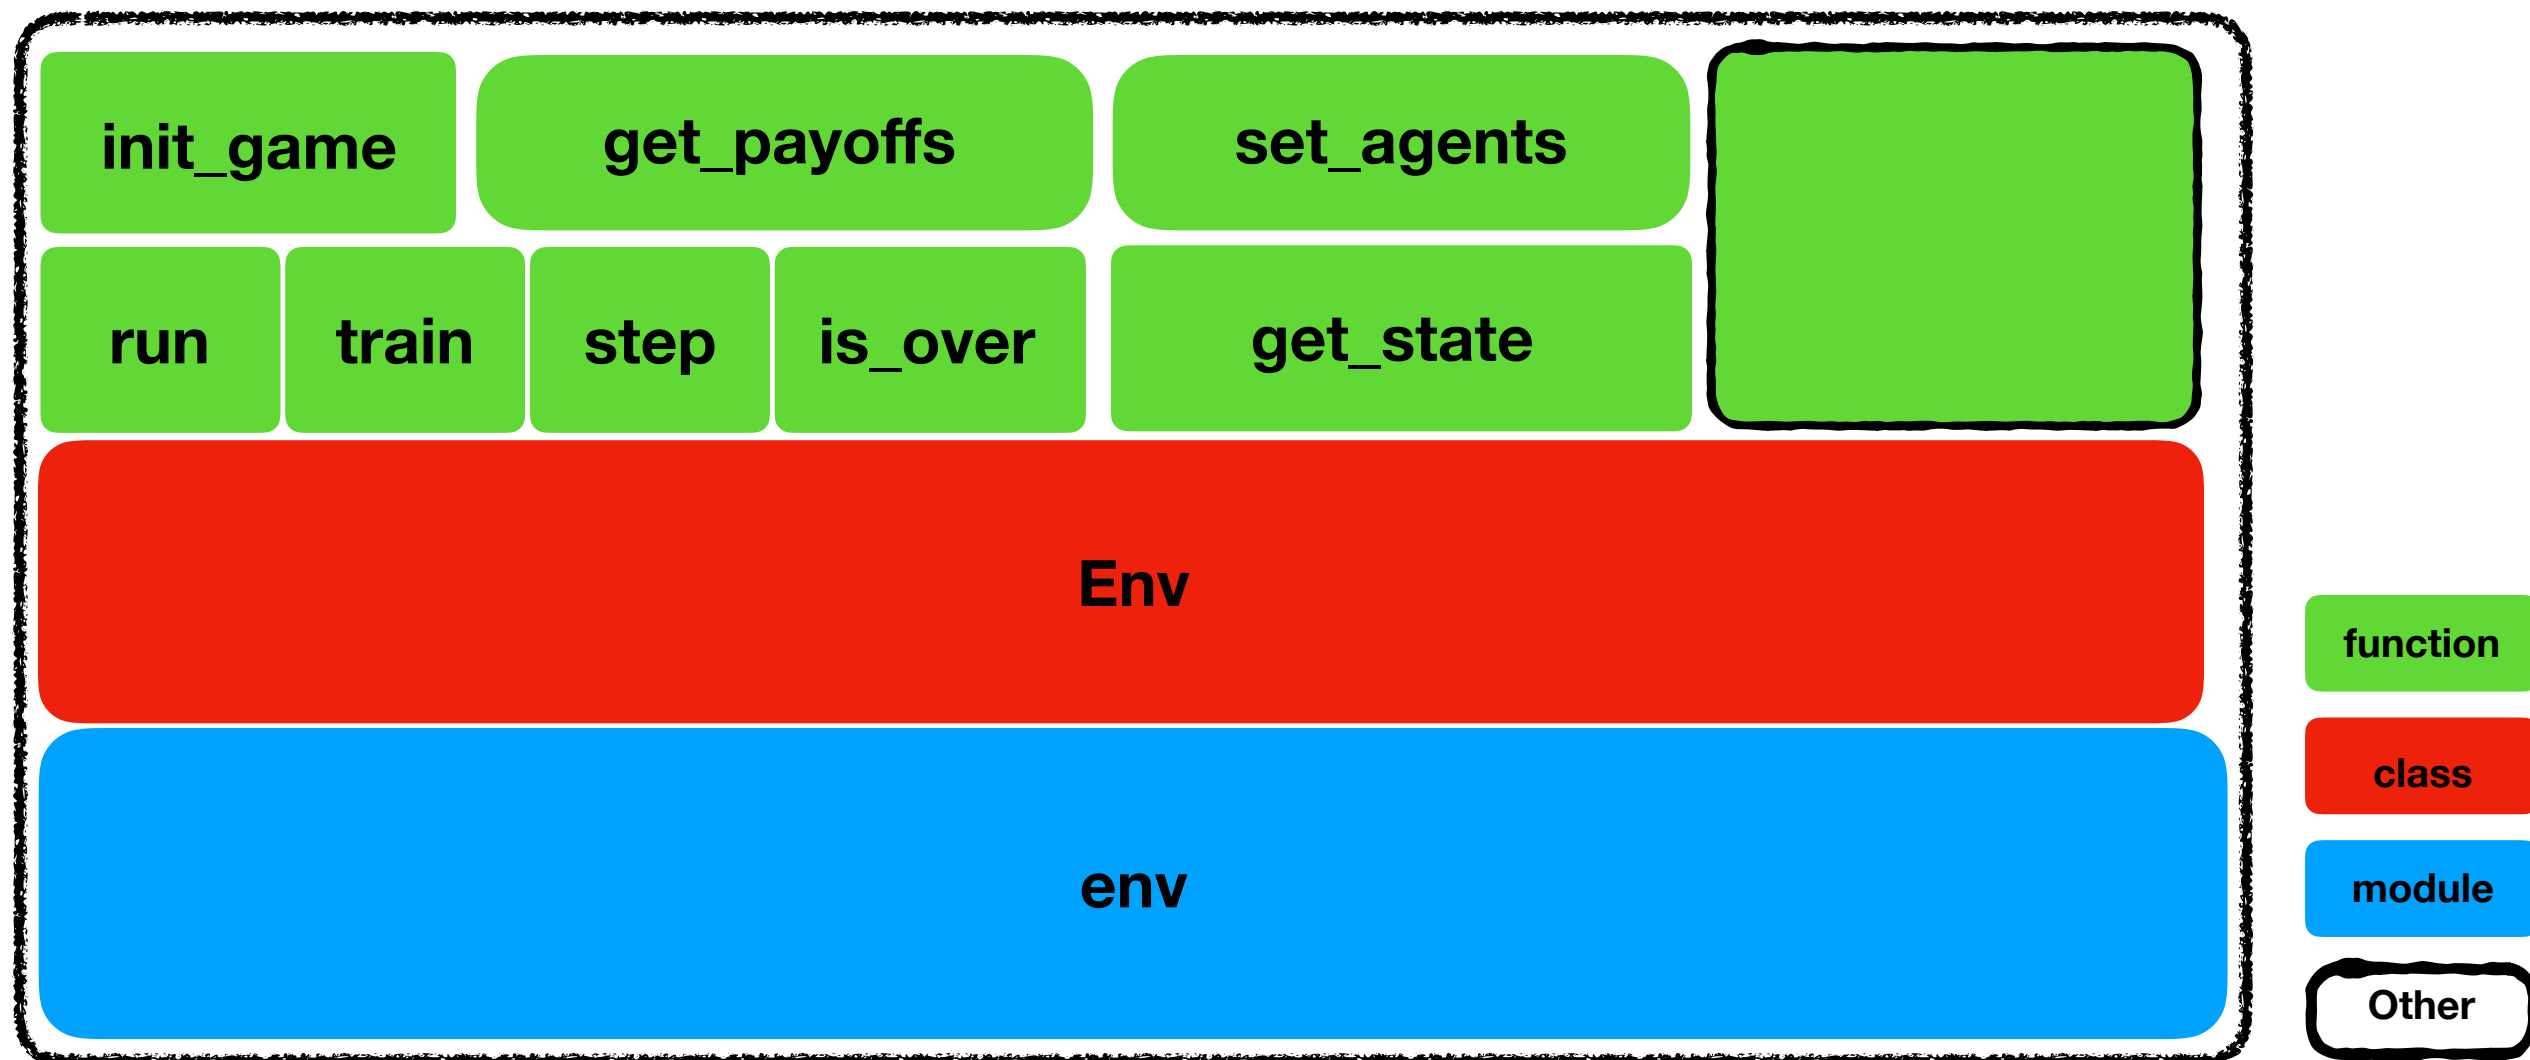 init_game
get_payoffs
set_agents
run
train
step
is_over
get_state
Env
env
function
class
module
Other